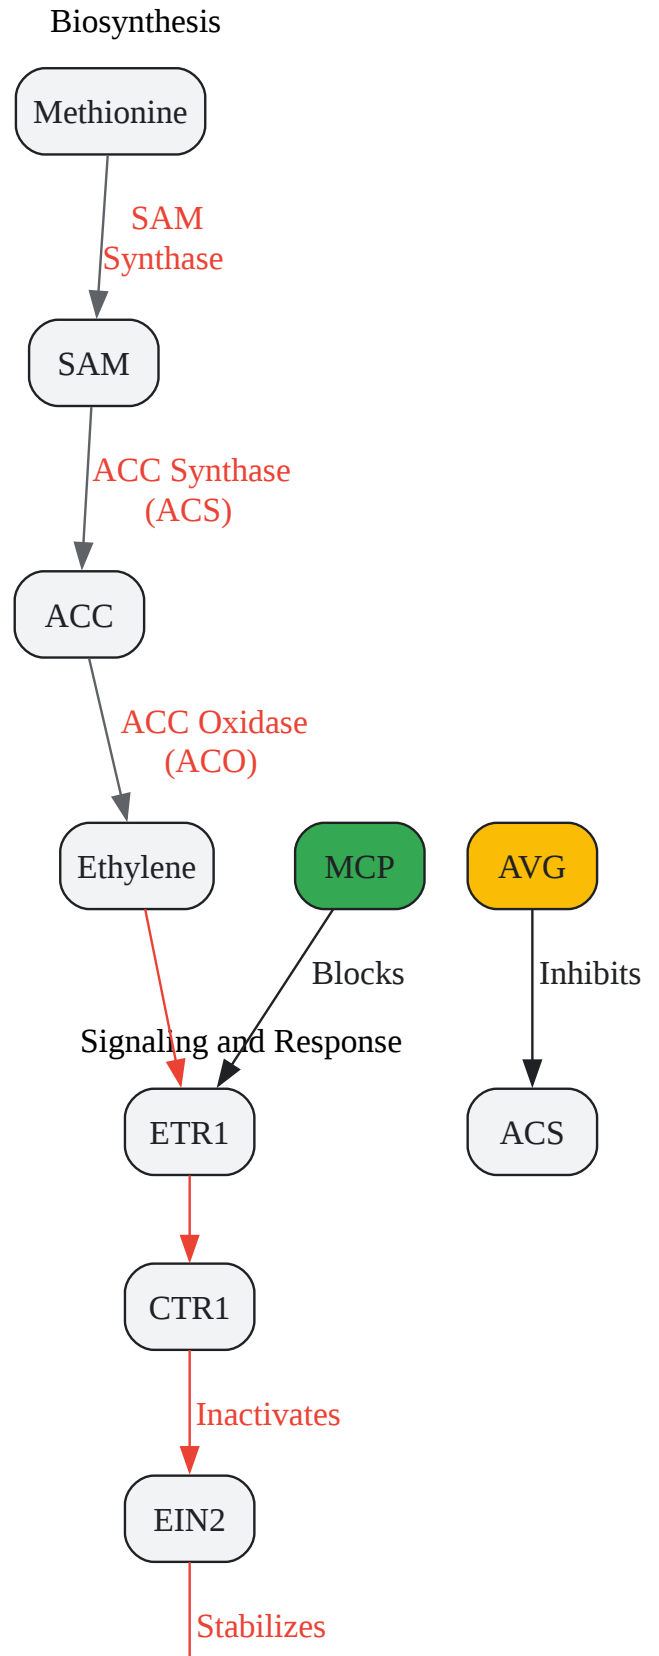 Biosynthesis
Methionine
SAM
Synthase
SAM
ACC Synthase
(ACS)
ACC
ACC Oxidase
(ACO)
Ethylene
MCP
AVG
Blocks
Inhibits
Signaling and Response
ETR1
ACS
CTR1
Inactivates
EIN2
Stabilizes